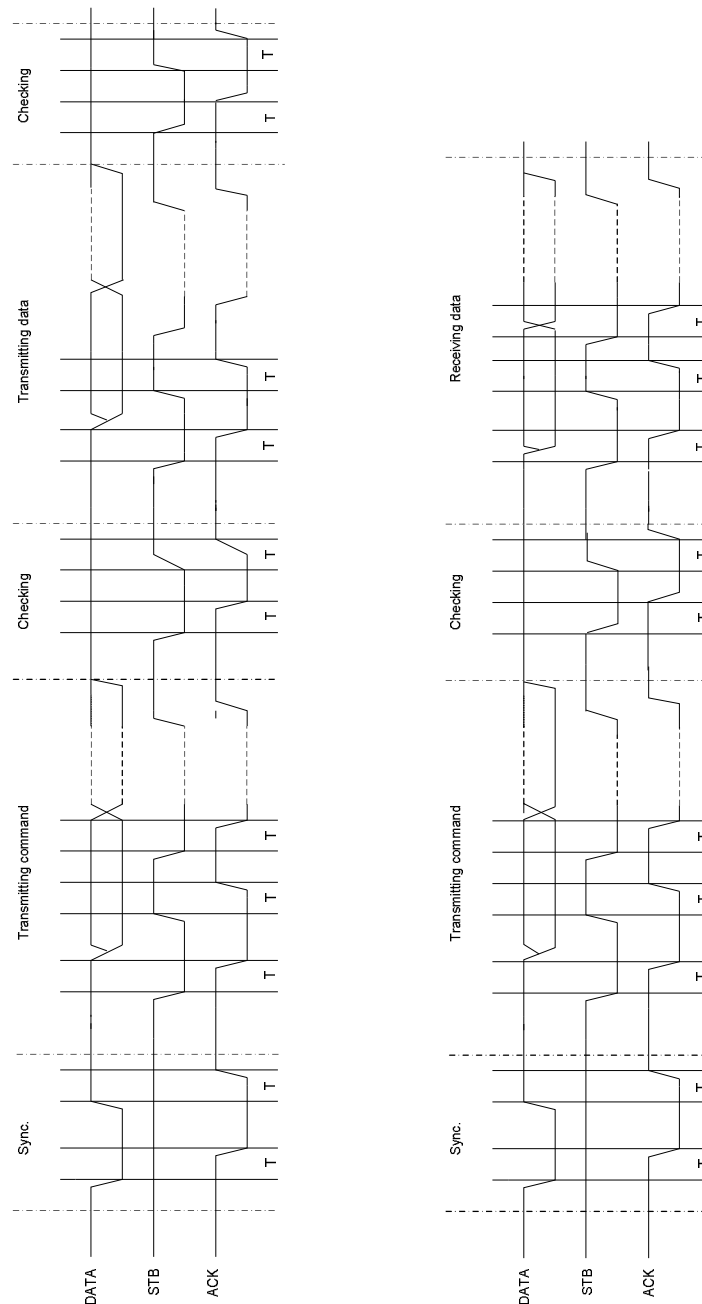 Sync. Transmitting command Checking Transmitting data Checking
DATA
STB
ACK
T T T T T T T T T T T
Sync. Transmitting command Checking Receiving data
DATA
STB
ACK
T T T T T T T T T T